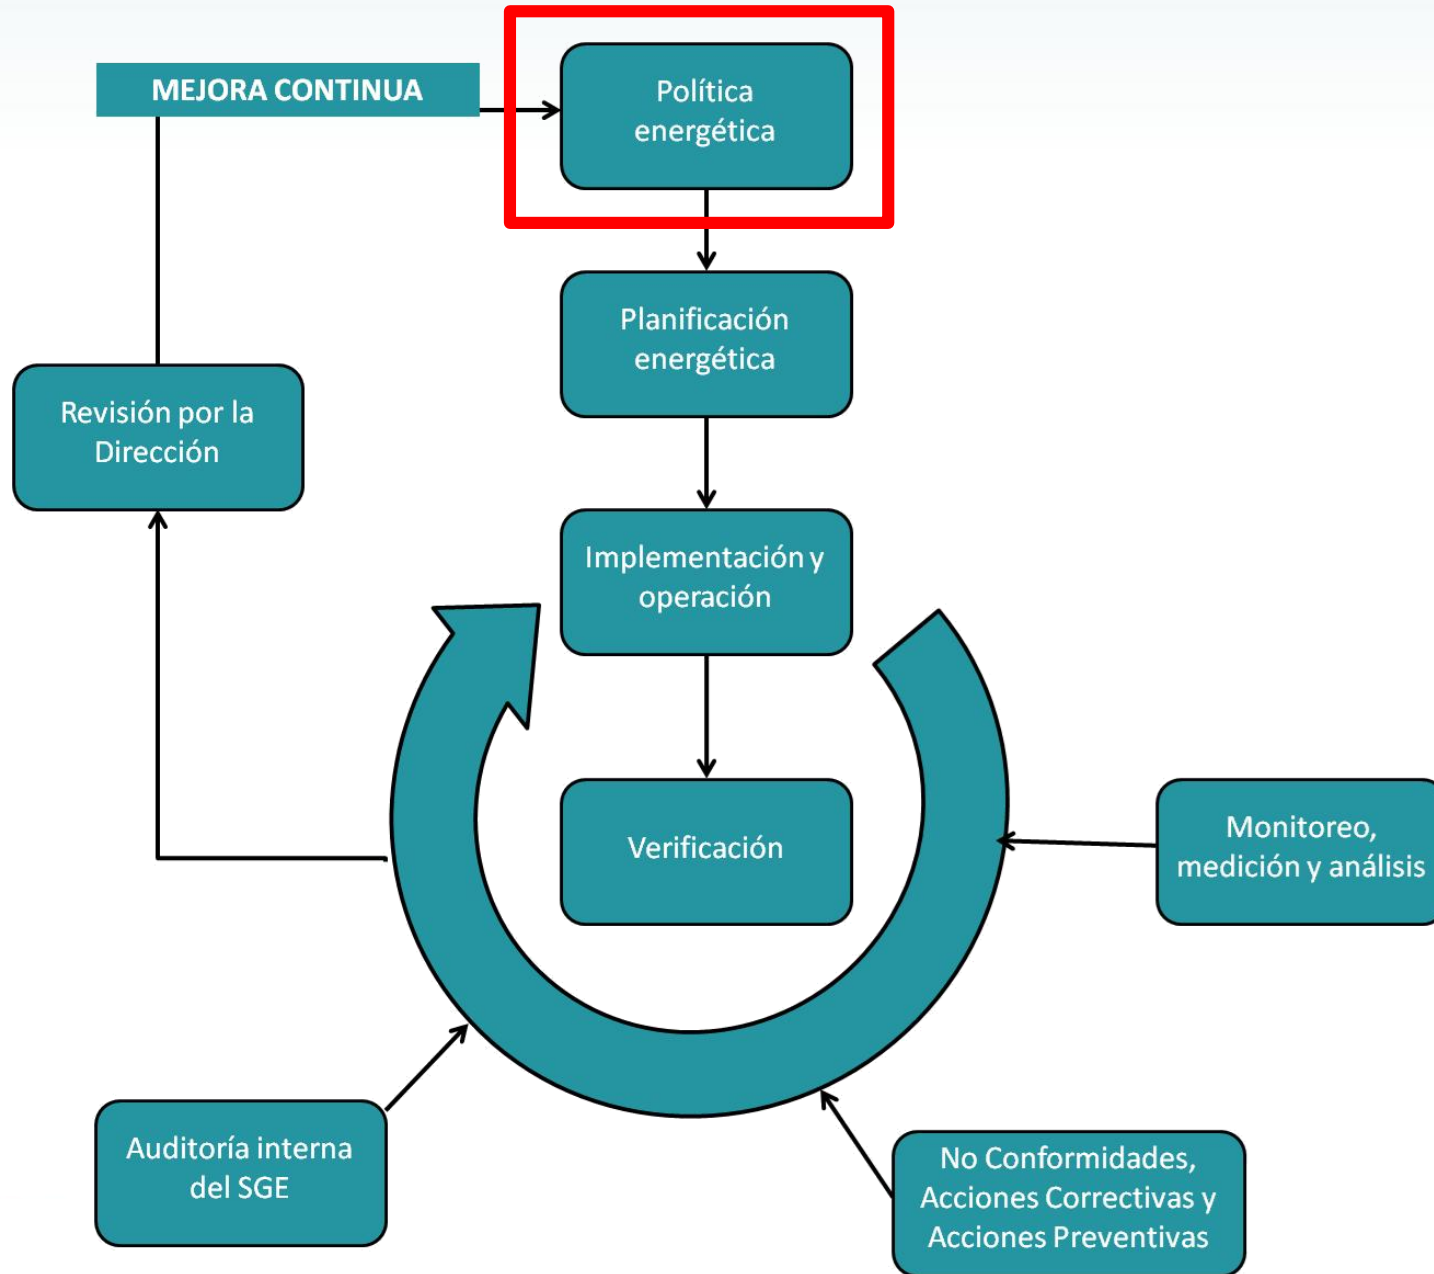 MEJORA CONTINUA
Política
energética
Planificación
energética
Revisión por la
Dirección
Implementación y
operación
Verificación
Monitoreo,
medición y análisis
Auditoría interna
del SGE
No Conformidades,
Acciones Correctivas y
Acciones Preventivas